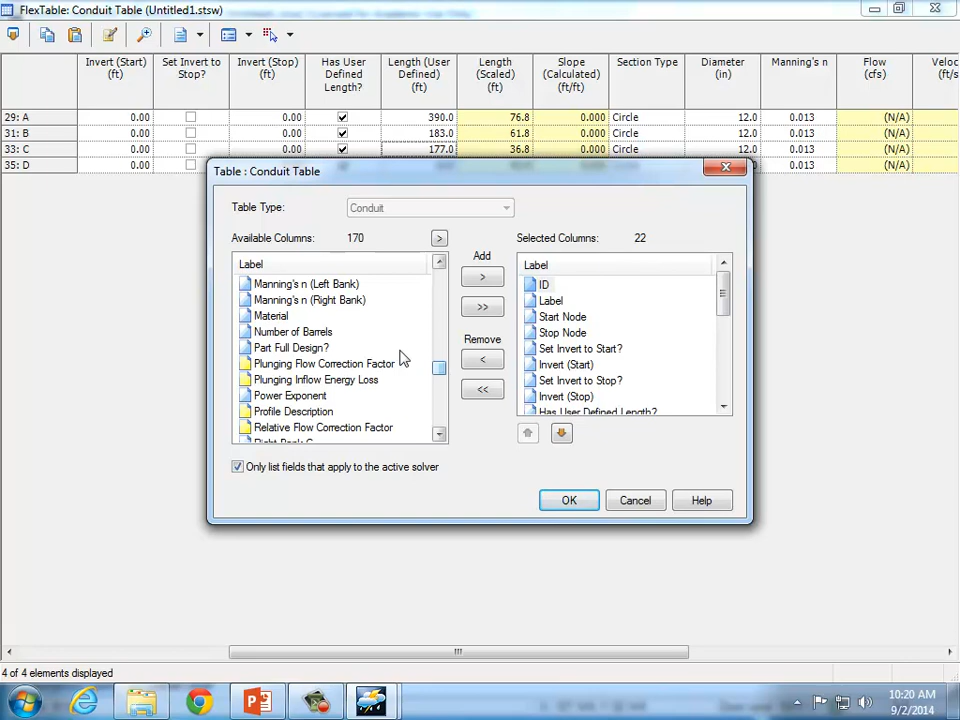 FlexTable: Conduit Table (Untitled1.stsw)
Invert (Start) (ft) Set Invert to Stop? Invert (Stop) (ft) Has User Defined Length? Length (User Defined) (ft) Length (Scaled) (ft) Slope (Calculated) (ft/ft) Section Type Diameter (in) Manning's n Flow (cfs) Veloc (ft/s
29: A 0.00 0.00 390.0 76.8 0.000 Circle 12.0 0.013 (N/A)
31: B 0.00 0.00 183.0 61.8 0.000 Circle 12.0 0.013 (N/A)
33: C 0.00 0.00 177.0 36.8 0.000 Circle 12.0 0.013 (N/A)
35: D 0.00 12.0 0.013 (N/A)
Table : Conduit Table
Table Type: Conduit
Available Columns: 170 >
Selected Columns: 22
Add
Label
Label
Manning's n (Left Bank)
Manning's n (Right Bank)
Material
Number of Barrels
Part Full Design?
Plunging Flow Correction Factor
Plunging Inflow Energy Loss
Power Exponent
Profile Description
Relative Flow Correction Factor
>
>>
Remove
<
<<
ID
Label
Start Node
Stop Node
Set Invert to Start?
Invert (Start)
Set Invert to Stop?
Invert (Stop)
Has User Defined Length?
Only list fields that apply to the active solver
OK Cancel Help
4 of 4 elements displayed
10:20 AM
9/2/2014